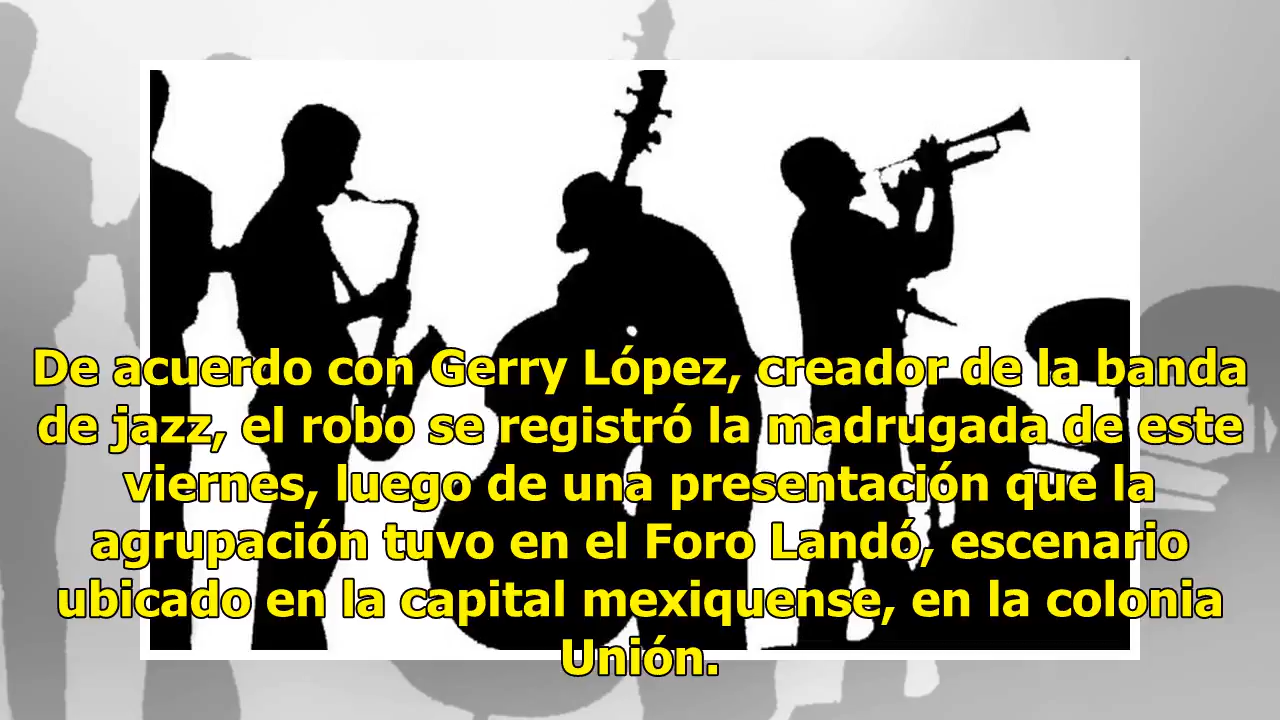 De acuerdo con Gerry López, creador de la banda
de jazz, el robo se registró la madrugada de este
viernes, luego de una presentación que la
agrupación tuvo en el Foro Landó, escenario
ubicado en la capital mexiquense, en la colonia
Unión.